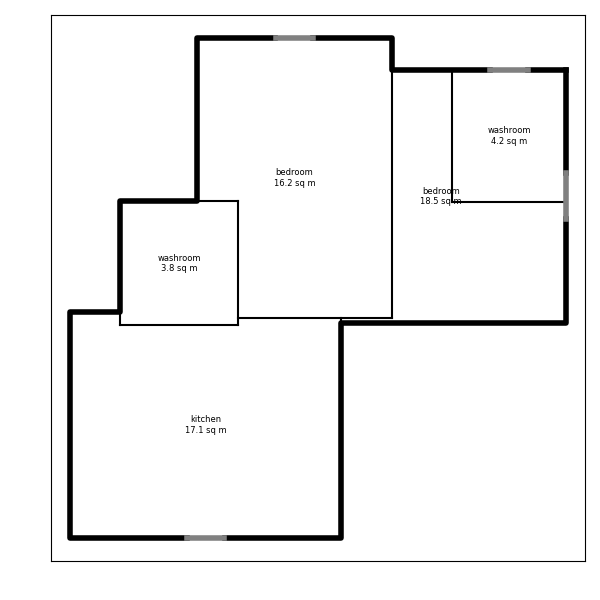 washroom
4.2 sq m
bedroom
16.2 sq m
bedroom
18.5 sq m
washroom
3.8 sq m
kitchen
17.1 sq m